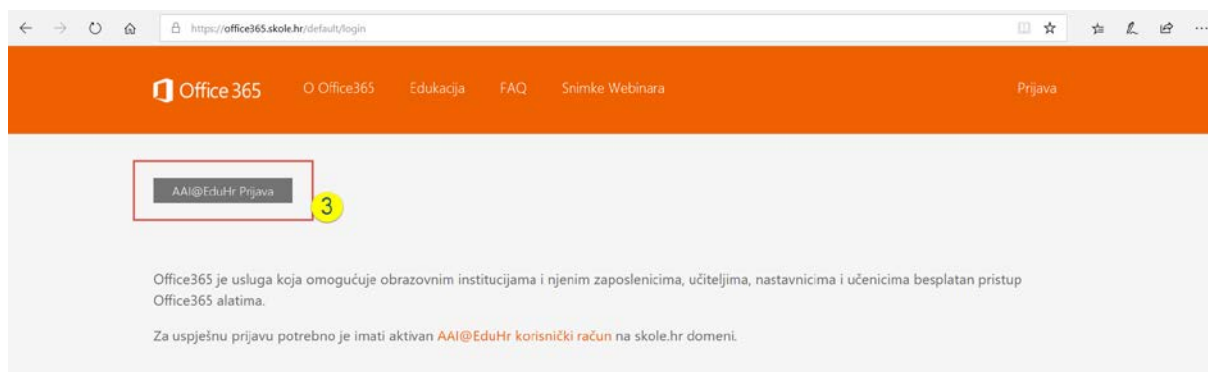 https://office365.skole.hr/default/login
Office 365 O Office365 Edukacija FAQ Snimke Webinara Prijava
AAI@EduHr Prijava
3
Office365 je usluga koja omogućuje obrazovnim institucijama i njenim zaposlenicima, učiteljima, nastavnicima i učenicima besplatan pristup
Office365 alatima.
Za uspješnu prijavu potrebno je imati aktivan AAI@EduHr korisnički račun na skole.hr domeni.